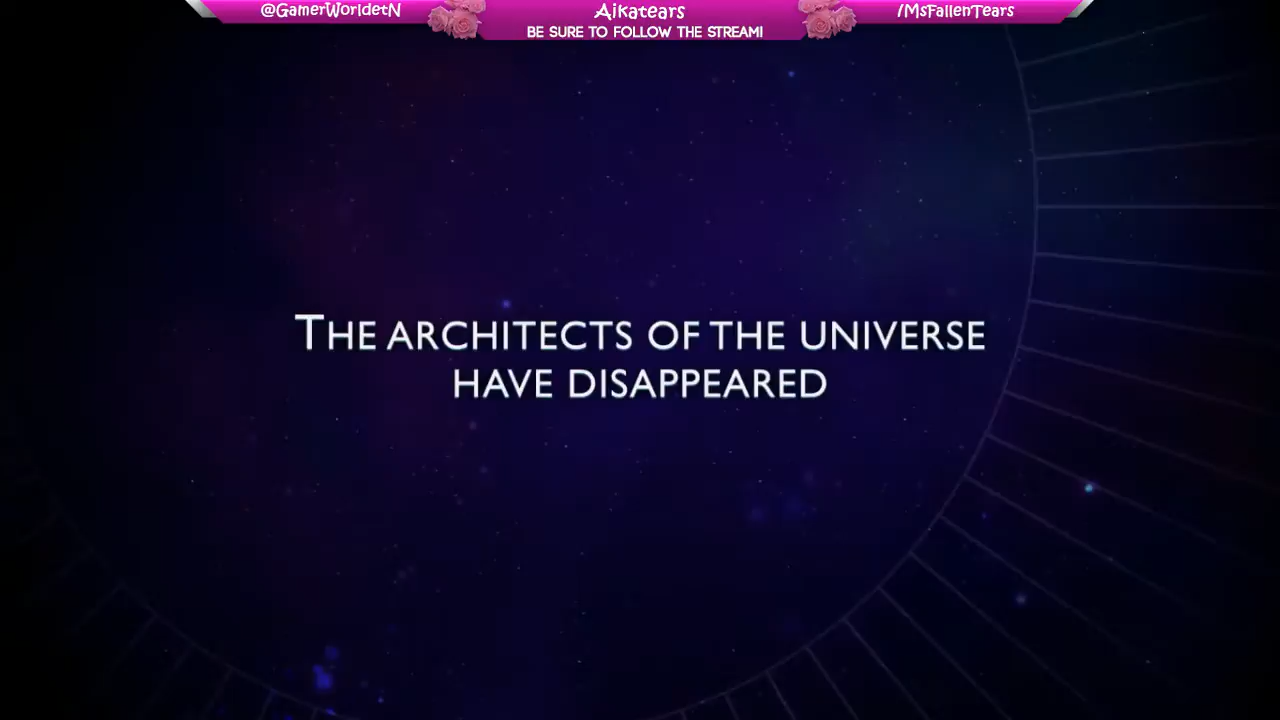 @GamerWorldetN
Aikatears
/MsFallenTears
BE SURE TO FOLLOW THE STREAM!
THE ARCHITECTS OF THE UNIVERSE
HAVE DISAPPEARED